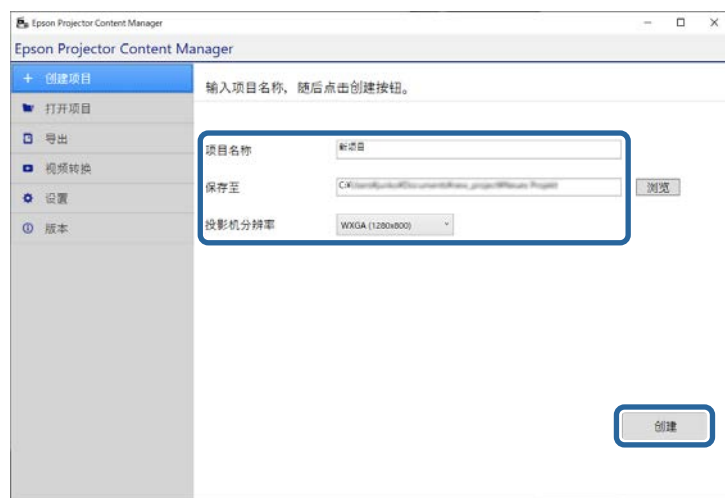 Epson Projector Content Manager
Epson Projector Content Manager
创建项目
打开项目
导出
视频转换
设置
版本
输入项目名称，随后点击创建按钮。
项目名称 新项目
保存至 C:¥ 浏览
投影机分辨率 WXGA (1280x800)
创建